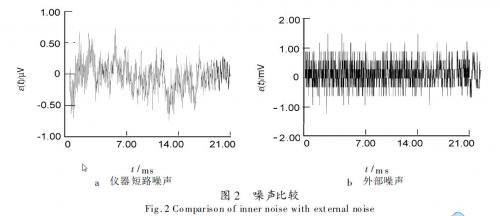 1.00
0.50
0
-0.50
-1.00
ε(t)/μV
7.00 14.00 21.00
t/ms
a 仪器短路噪声
2.00
1.00
0
-1.00
-2.00
ε(t)/mV
0 7.00 14.00 21.00
t/ms
b 外部噪声
图 2 噪声比较
Fig. 2 Comparison of inner noise with external noise